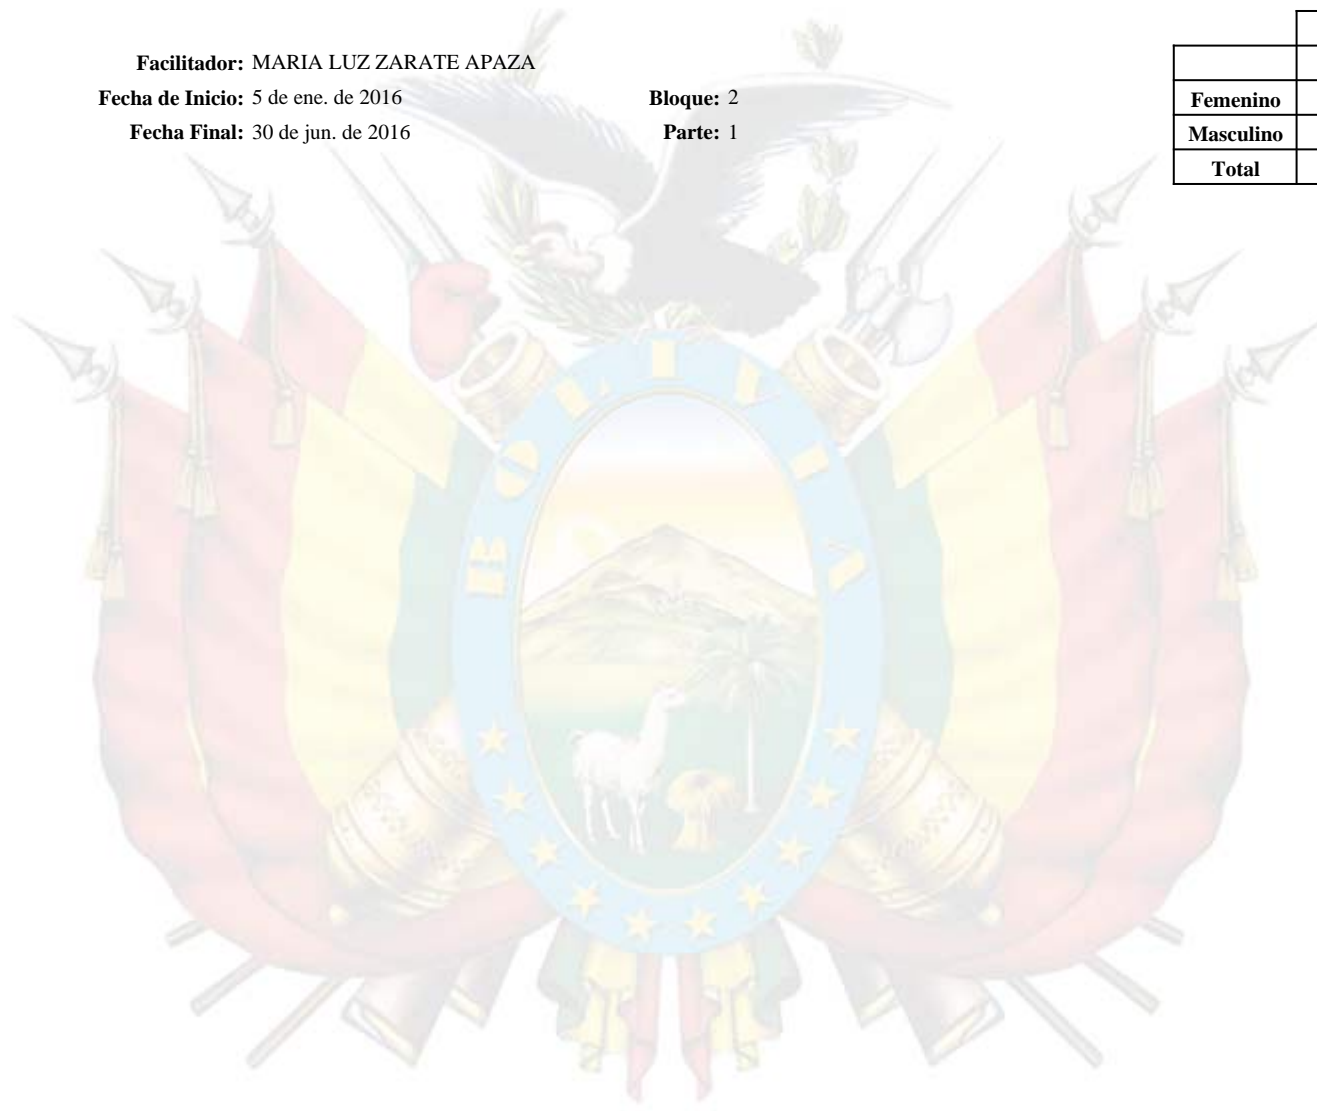 Facilitador: MARIA LUZ ZARATE APAZA
Fecha de Inicio: 5 de ene. de 2016 Bloque: 2
Fecha Final: 30 de jun. de 2016 Parte: 1
Femenino
Masculino
Total
BOLIVIA